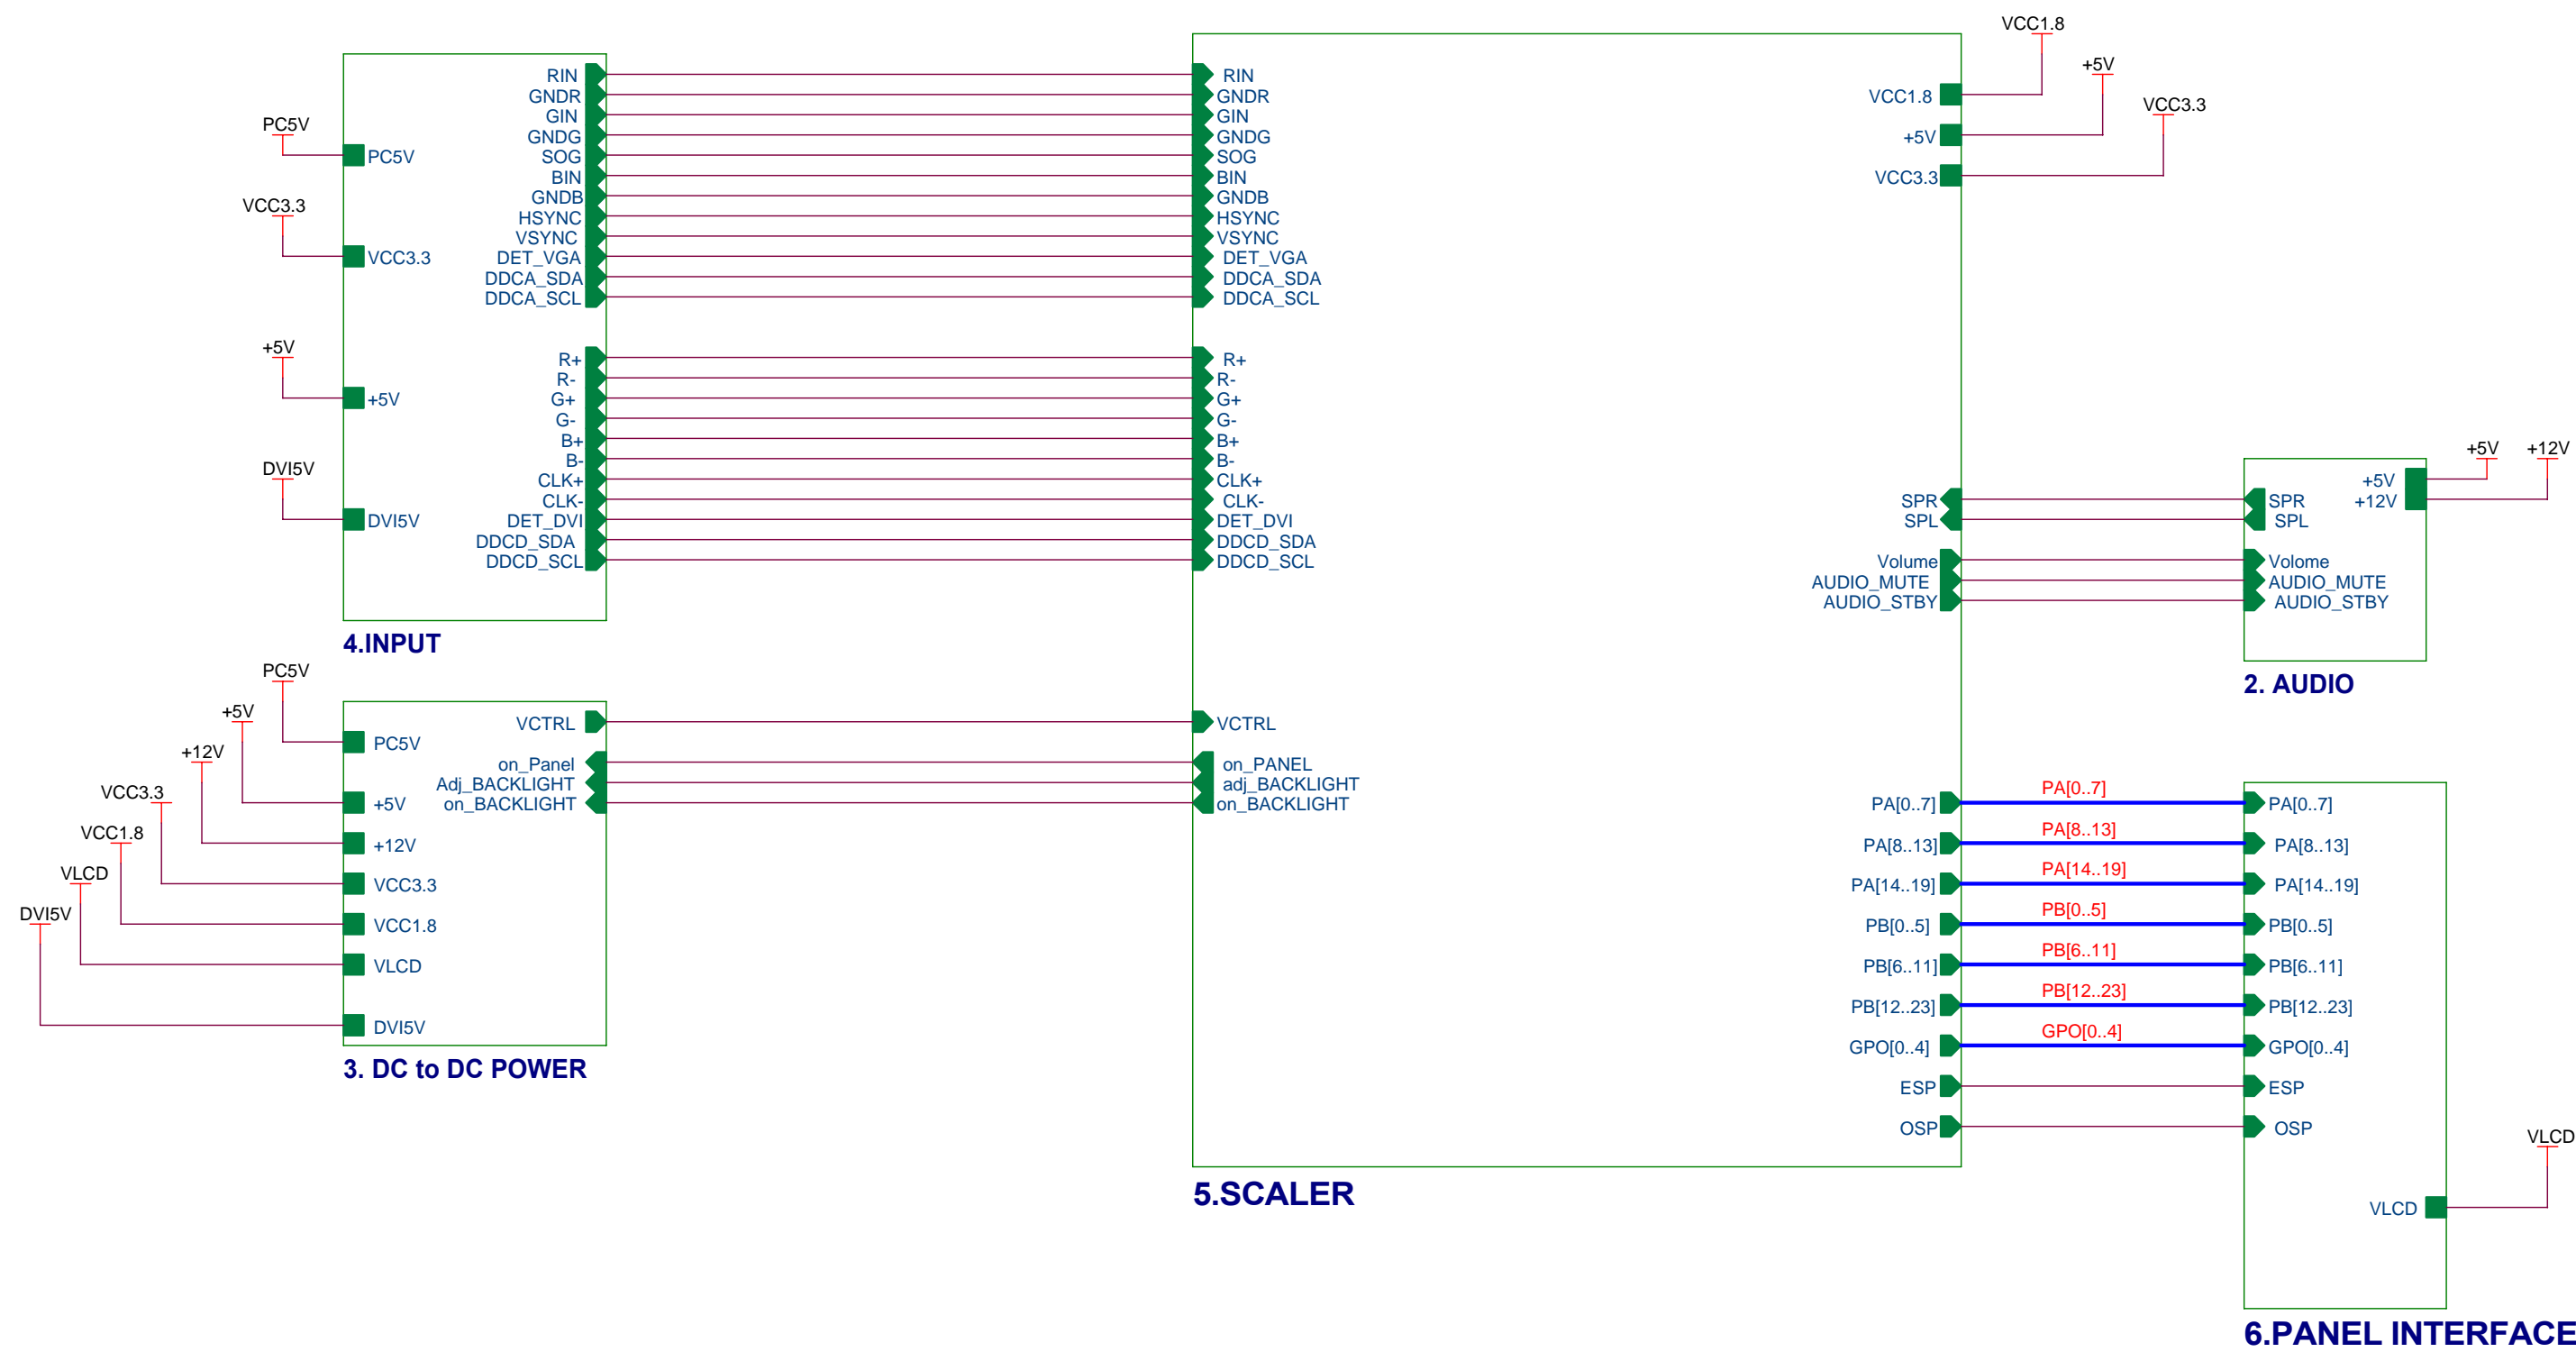 PC5V
VCC3.3
+5V
DVI5V
PC5V
VCC3.3
+5V
DVI5V
RIN
GNDR
GIN
GNDG
SOG
BIN
GNDB
HSYNC
VSYNC
DET_VGA
DDCA_SDA
DDCA_SCL
R+
R-
G+
G-
B+
B-
CLK+
CLK-
DET_DVI
DDCD_SDA
DDCD_SCL
4.INPUT
PC5V
+5V
+12V
VCC3.3
VCC1.8
VLCD
DVI5V
PC5V
+5V
+12V
VCC3.3
VCC1.8
VLCD
DVI5V
VCTRL
on_Panel
Adj_BACKLIGHT
on_BACKLIGHT
3. DC to DC POWER
RIN
GNDR
GIN
GNDG
SOG
BIN
GNDB
HSYNC
VSYNC
DET_VGA
DDCA_SDA
DDCA_SCL
R+
R-
G+
G-
B+
B-
CLK+
CLK-
DET_DVI
DDCD_SDA
DDCD_SCL
VCTRL
on_PANEL
adj_BACKLIGHT
on_BACKLIGHT
VCC1.8
+5V
VCC3.3
VCC1.8
+5V
VCC3.3
SPR
SPL
Volume
AUDIO_MUTE
AUDIO_STBY
PA[0..7]
PA[8..13]
PA[14..19]
PB[0..5]
PB[6..11]
PB[12..23]
GPO[0..4]
ESP
OSP
5.SCALER
PA[0..7]
PA[8..13]
PA[14..19]
PB[0..5]
PB[6..11]
PB[12..23]
GPO[0..4]
+5V
+12V
+5V
+12V
SPR
SPL
Volome
AUDIO_MUTE
AUDIO_STBY
2. AUDIO
PA[0..7]
PA[8..13]
PA[14..19]
PB[0..5]
PB[6..11]
PB[12..23]
GPO[0..4]
ESP
OSP
VLCD
VLCD
6.PANEL INTERFACE